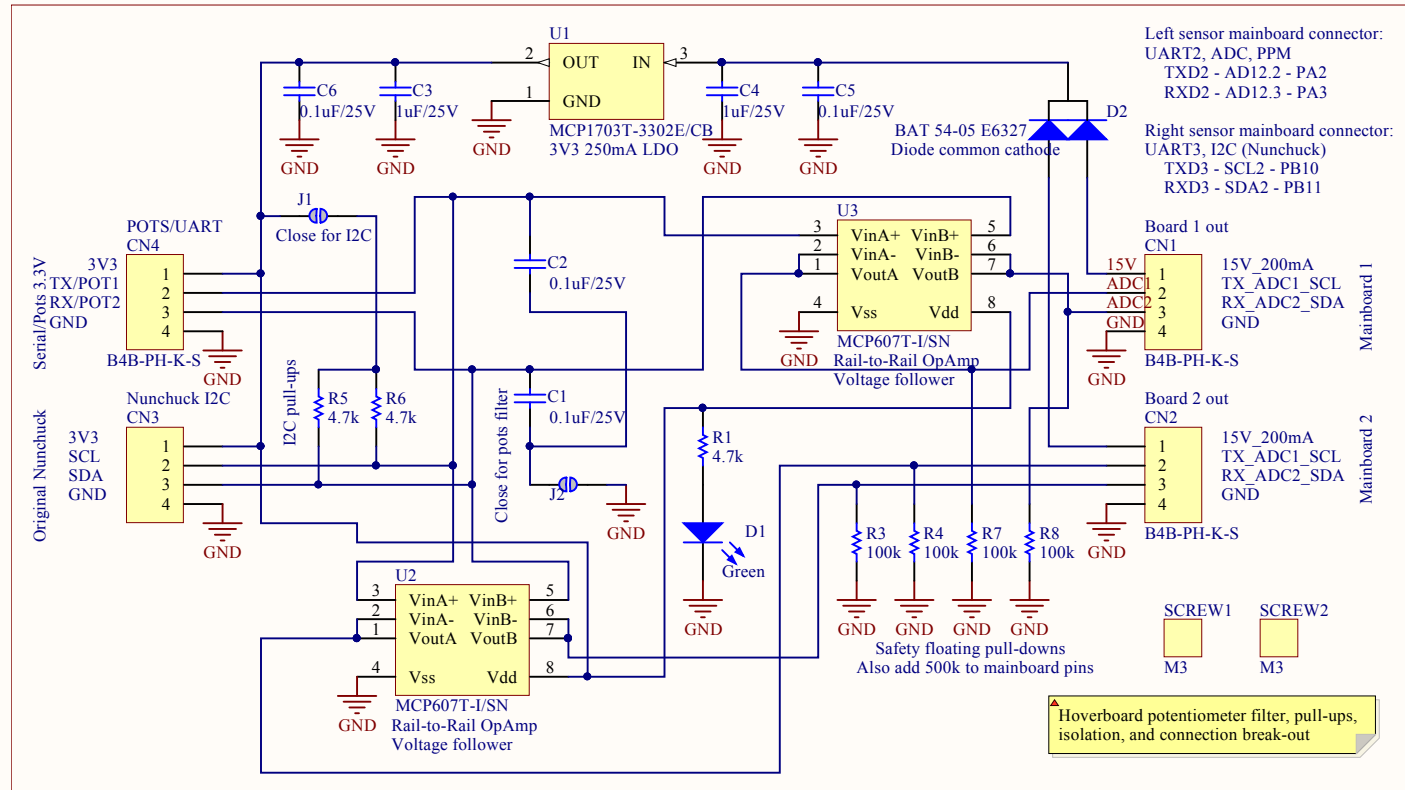 U1
2
OUT
IN
3
1
GND
MCP1703T-3302E/CB
3V3 250mA LDO
C6
0.1uF/25V
C3
1uF/25V
C4
1uF/25V
C5
0.1uF/25V
GND
GND
GND
GND
GND
D2
BAT 54-05 E6327
Diode common cathode
Left sensor mainboard connector:
UART2, ADC, PPM
TXD2 - AD12.2 - PA2
RXD2 - AD12.3 - PA3
Right sensor mainboard connector:
UART3, I2C (Nunchuck)
TXD3 - SCL2 - PB10
RXD3 - SDA2 - PB11
J1
Close for I2C
Serial/Pots 3.3V
POTS/UART
CN4
3V3
TX/POT1
RX/POT2
GND
1
2
3
4
B4B-PH-K-S
GND
C2
0.1uF/25V
U3
3
VinA+
VinB+
5
2
VinA-
VinB-
6
1
VoutA
VoutB
7
4
Vss
Vdd
8
GND
MCP607T-I/SN
Rail-to-Rail OpAmp
Voltage follower
Board 1 out
CN1
15V
ADC1
ADC2
GND
1
2
3
4
15V_200mA
TX_ADC1_SCL
RX_ADC2_SDA
GND
Mainboard 1
B4B-PH-K-S
GND
Original Nunchuck
Nunchuck I2C
CN3
3V3
SCL
SDA
GND
1
2
3
4
GND
I2C pull-ups
R5
4.7k
R6
4.7k
Close for pots filter
C1
0.1uF/25V
J2
GND
R1
4.7k
D1
Green
GND
Board 2 out
CN2
1
2
3
4
15V_200mA
TX_ADC1_SCL
RX_ADC2_SDA
GND
Mainboard 2
B4B-PH-K-S
GND
R3
100k
R4
100k
R7
100k
R8
100k
GND
GND
GND
GND
Safety floating pull-downs
Also add 500k to mainboard pins
U2
3
VinA+
VinB+
5
2
VinA-
VinB-
6
1
VoutA
VoutB
7
4
Vss
Vdd
8
GND
MCP607T-I/SN
Rail-to-Rail OpAmp
Voltage follower
SCREW1
M3
SCREW2
M3
Hoverboard potentiometer filter, pull-ups,
isolation, and connection break-out